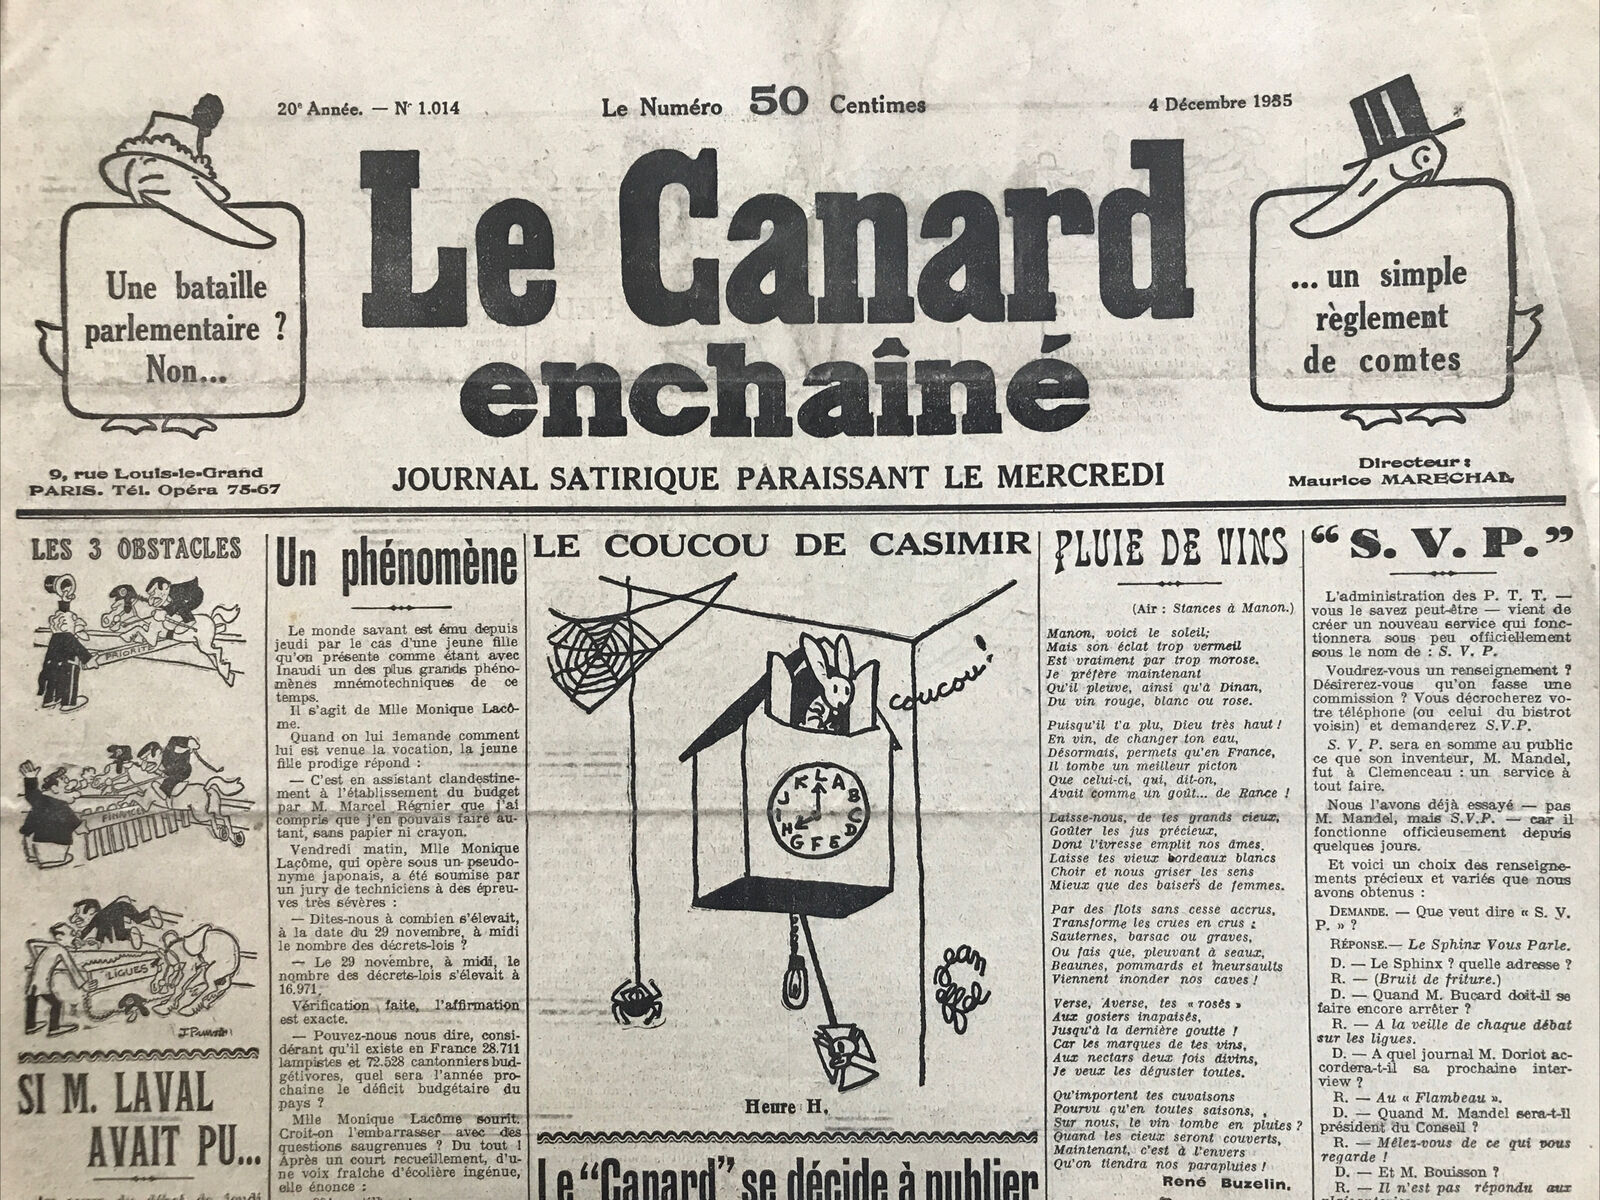 20e Année. — Nr 1.014
Le Numéro 50 Centimes
4 Décembre 1935
Une bataille
parlementaire ?
Non...
Le Canard
enchaîné
... un simple
règlement
de comtes
9, rue Louis-le-Grand
PARIS. Tél. Opéra 75-67
JOURNAL SATIRIQUE PARAISSANT LE MERCREDI
Directeur :
Maurice MARECHAL
LES 3 OBSTACLES
PRIORITE
FINANCES
LIGUES
SI M. LAVAL
AVAIT PU...
Un phénomène
Le monde savant est ému depuis
jeudi par le cas d'une jeune fille
qu'on présente comme étant avec
Inaudi un des plus grands phéno-
mènes mnémotechniques de ce
temps.
Il s'agit de Mlle Monique Lacô-
me.
Quand on lui demande comment
lui est venue la vocation, la jeune
fille prodige répond :
— C'est en assistant clandestine-
ment à l'établissement du budget
par M. Marcel Régnier que j'ai
compris que j'en pouvais faire au-
tant, sans papier ni crayon.
Vendredi matin, Mlle Monique
Lacôme, qui opère sous un pseudo-
nyme japonais, a été soumise par
un jury de techniciens à des épreu-
ves très sévères :
— Dites-nous à combien s'élevait,
à la date du 29 novembre, à midi
le nombre des décrets-lois ?
— Le 29 novembre, à midi, le
nombre des décrets-lois s'élevait à
16.971.
Vérification faite, l'affirmation
est exacte.
— Pouvez-nous nous dire, consi-
dérant qu'il existe en France 28.711
lampistes et 72.528 cantonniers bud-
gétivores, quel sera l'année pro-
chaine le déficit budgétaire du
pays ?
Mlle Monique Lacôme sourit.
Croit-on l'embarrasser avec des
questions saugrenues ? Du tout !
Après un court recueillement, d'u-
ne voix fraîche d'écolière ingénue,
elle énonce :
LE COUCOU DE CASIMIR
coucou !
L A B C D E F G H I J K
Jean
Effel
Heure H.
Le "Canard" se décide à publier
PLUIE DE VINS
(Air : Stances à Manon.)
Manon, voici le soleil;
Mais son éclat trop vermeil
Est vraiment par trop morose.
Je préfère maintenant
Qu'il pleuve, ainsi qu'à Dinan,
Du vin rouge, blanc ou rose.
Puisqu'il t'a plu, Dieu très haut !
En vin, de changer ton eau,
Désormais, permets qu'en France,
Il tombe un meilleur picton
Que celui-ci, qui, dit-on,
Avait comme un goût... de Rance !
Laisse-nous, de tes grands cieux,
Goûter les jus précieux,
Dont l'ivresse emplit nos âmes.
Laisse tes vieux bordeaux blancs
Choir et nous griser les sens
Mieux que des baisers de femmes.
Par des flots sans cesse accrus,
Transforme les crues en crus :
Sauternes, barsac ou graves,
Ou fais que, pleuvant à seaux,
Beaunes, pommards et meursaults
Viennent inonder nos caves !
Verse, Averse, tes « rosés »
Aux gosiers inapaisés,
Jusqu'à la dernière goutte !
Car les marques de tes vins,
Aux nectars deux fois divins,
Je veux les déguster toutes.
Qu'importent tes cuvaisons
Pourvu qu'en toutes saisons,
Sur nous, le vin tombe en pluies ?
Quand les cieux seront couverts,
Maintenant, c'est à l'envers
Qu'on tiendra nos parapluies !
René Buzelin.
" S. V. P. "
L'administration des P. T. T. —
vous le savez peut-être — vient de
créer un nouveau service qui fonc-
tionnera sous peu officiellement
sous le nom de : S. V. P.
Voudrez-vous un renseignement ?
Désirerez-vous qu'on fasse une
commission ? Vous décrocherez vo-
tre téléphone (ou celui du bistrot
voisin) et demanderez S.V.P.
S. V. P. sera en somme au public
ce que son inventeur, M. Mandel,
fut à Clemenceau : un service à
tout faire.
Nous l'avons déjà essayé — pas
M. Mandel, mais S.V.P. — car il
fonctionne officieusement depuis
quelques jours.
Et voici un choix des renseigne-
ments précieux et variés que nous
avons obtenus :
DEMANDE. — Que veut dire « S. V.
P. » ?
RÉPONSE.— Le Sphinx Vous Parle.
D. — Le Sphinx ? quelle adresse ?
R. — (Bruit de friture.)
D. — Quand M. Bucard doit-il se
faire encore arrêter ?
R. — A la veille de chaque débat
sur les ligues.
D. — A quel journal M. Doriot ac-
cordera-t-il sa prochaine inter-
view ?
R. — Au « Flambeau ».
D. — Quand M. Mandel sera-t-il
président du Conseil ?
R. — Mêlez-vous de ce qui vous
regarde !
D. — Et M. Bouisson ?
R. — Il n'est pas répondu aux